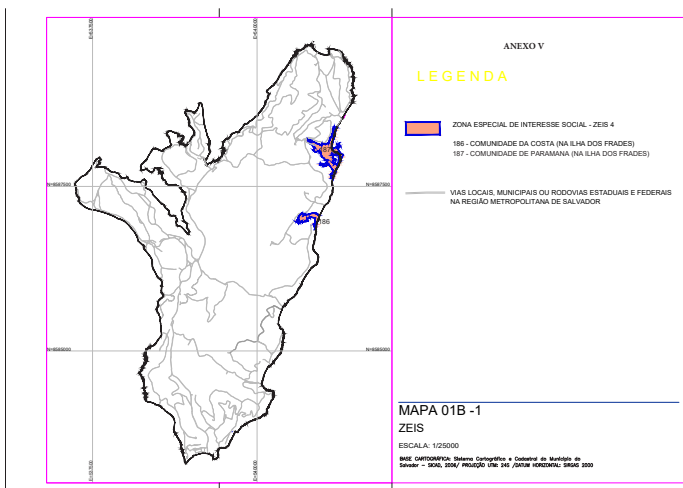 ANEXO V
LEGENDA
ZONA ESPECIAL DE INTERESSE SOCIAL - ZEIS 4
186 - COMUNIDADE DA COSTA (NA ILHA DOS FRADES)
187 - COMUNIDADE DE PARAMANA (NA ILHA DOS FRADES)
VIAS LOCAIS, MUNICIPAIS OU RODOVIAS ESTADUAIS E FEDERAIS
NA REGIÃO METROPOLITANA DE SALVADOR
N=8587500
N=8587500
186
N=8585000
N=8585000
MAPA 01B -1
ZEIS
ESCALA: 1/25000
BASE CARTOGRÁFICA: Sistema Cartográfico e Cadastral do Município do
Salvador - SICAD, 2006/ PROJEÇÃO UTM: 24S /DATUM HORIZONTAL: SIRGAS 2000